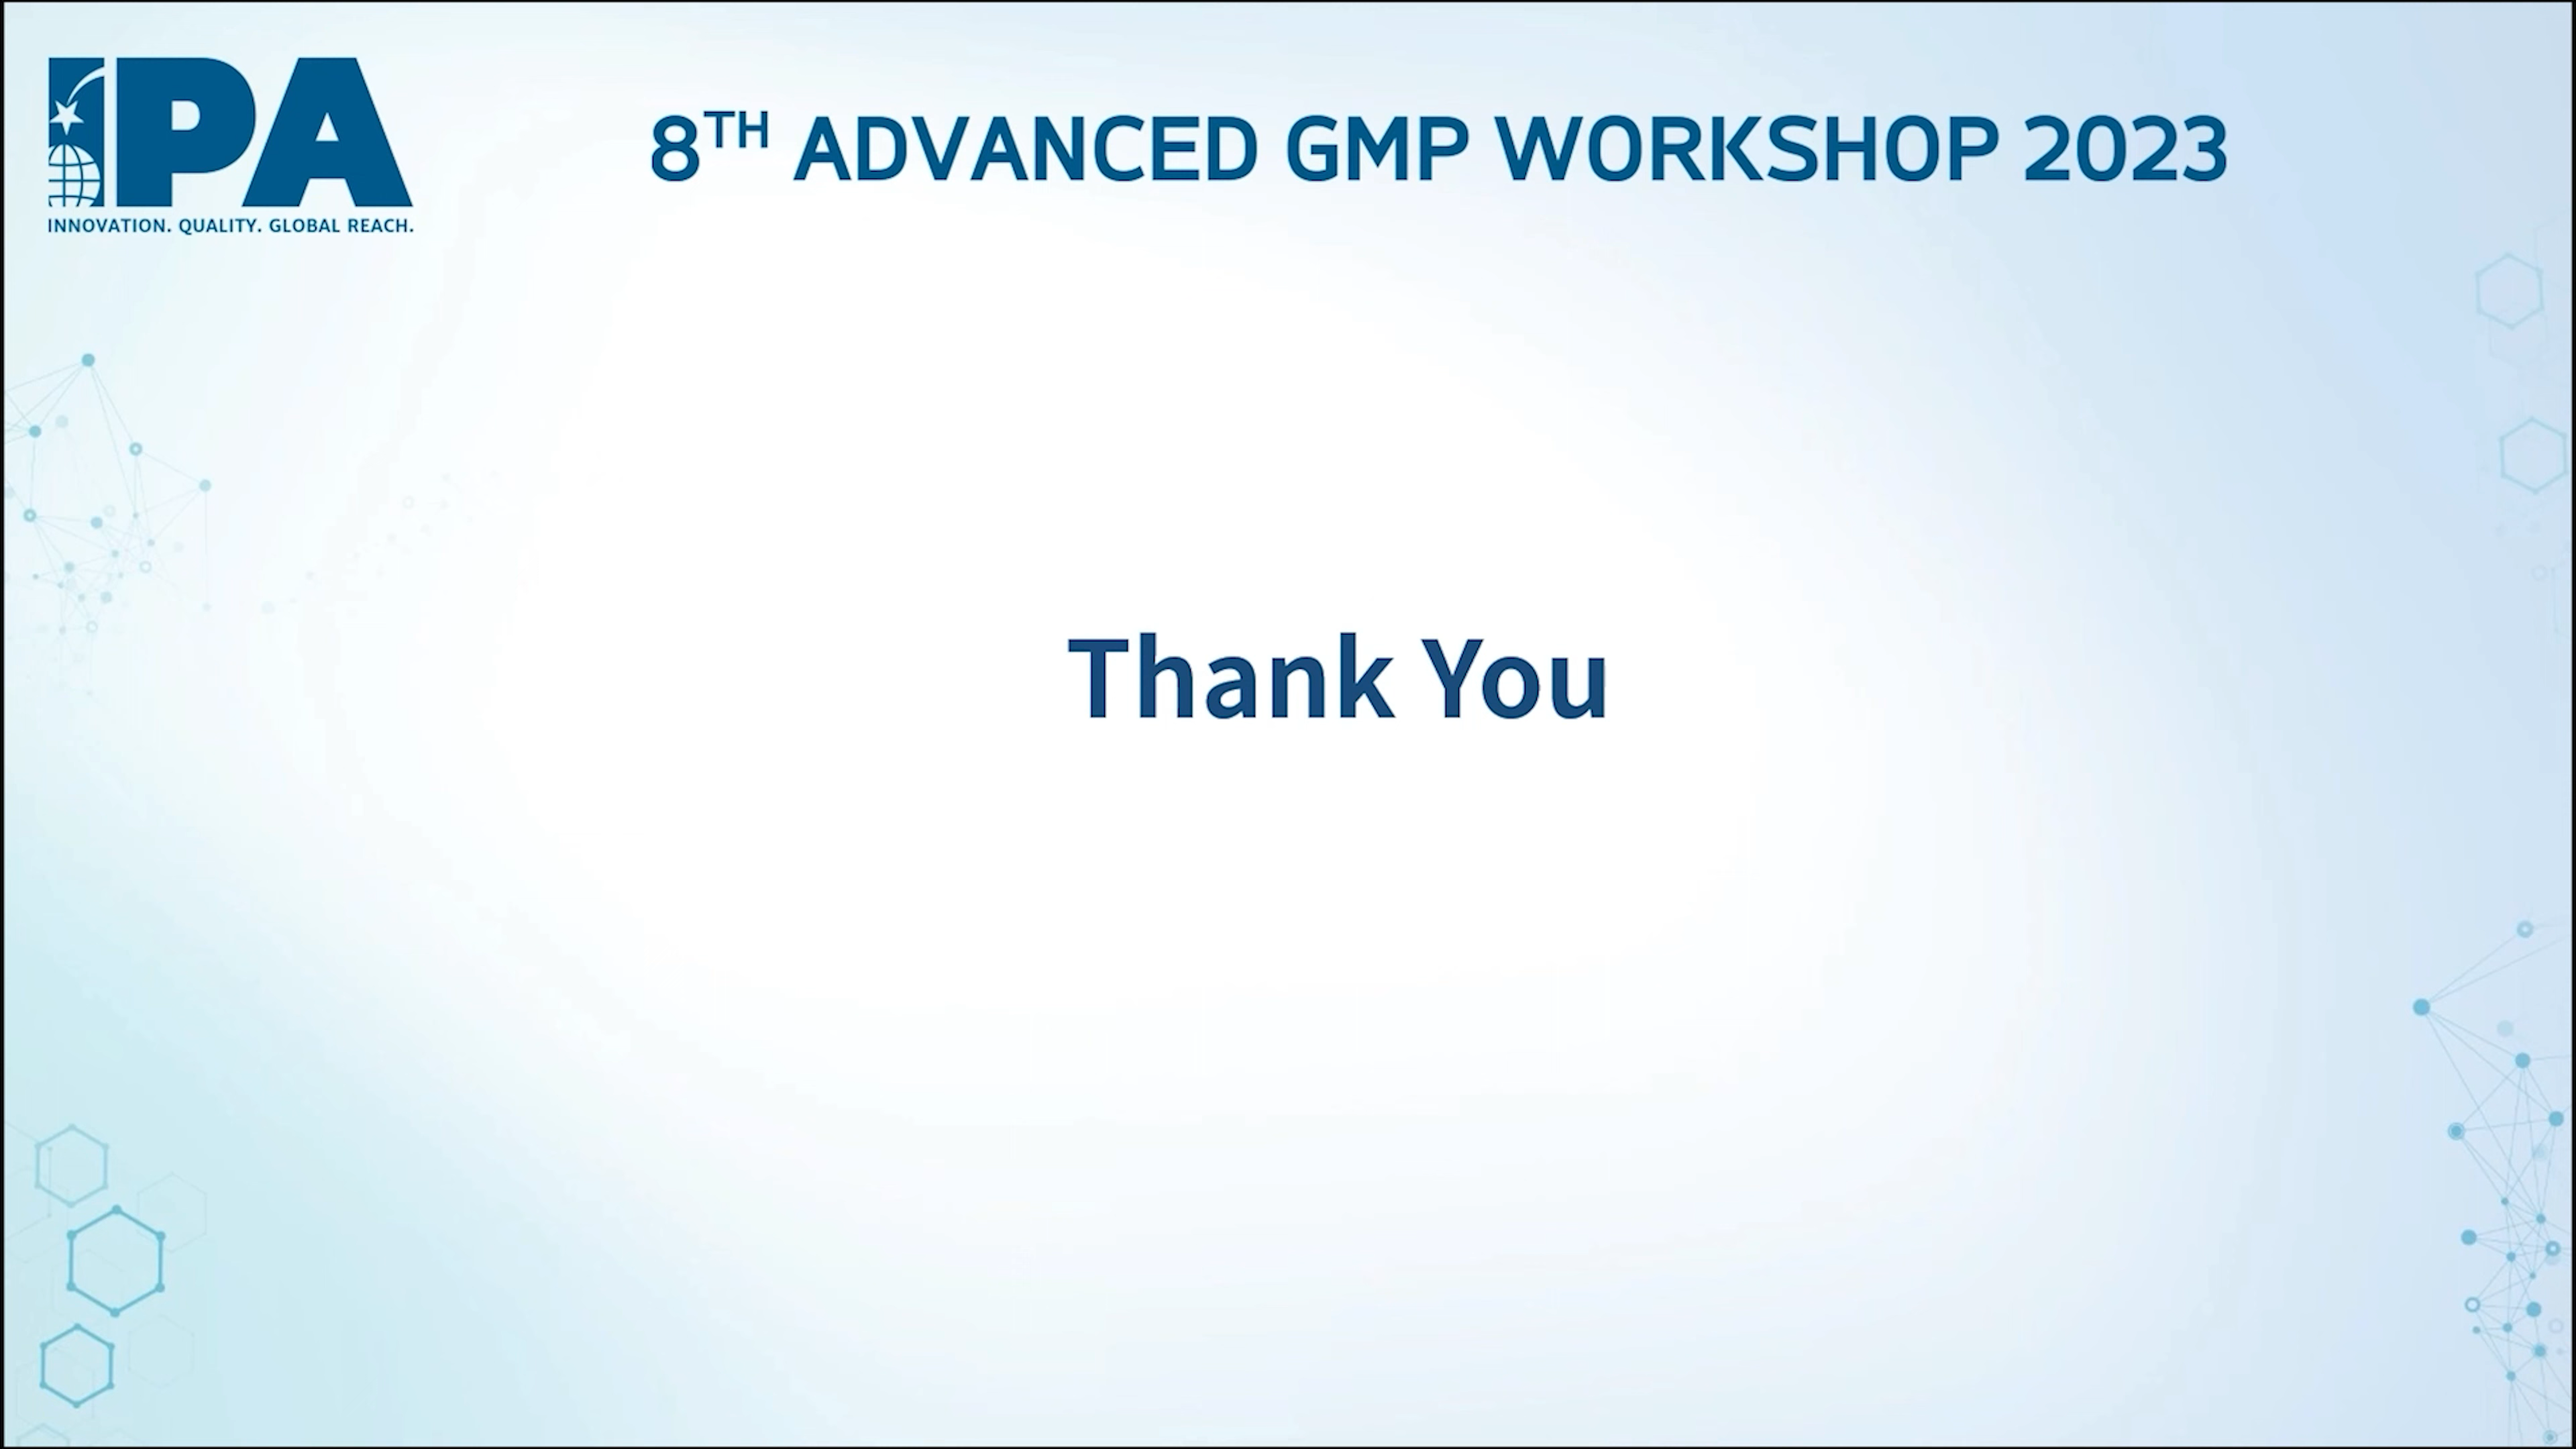 IPA
INNOVATION. QUALITY. GLOBAL REACH.
8TH ADVANCED GMP WORKSHOP 2023
Thank You